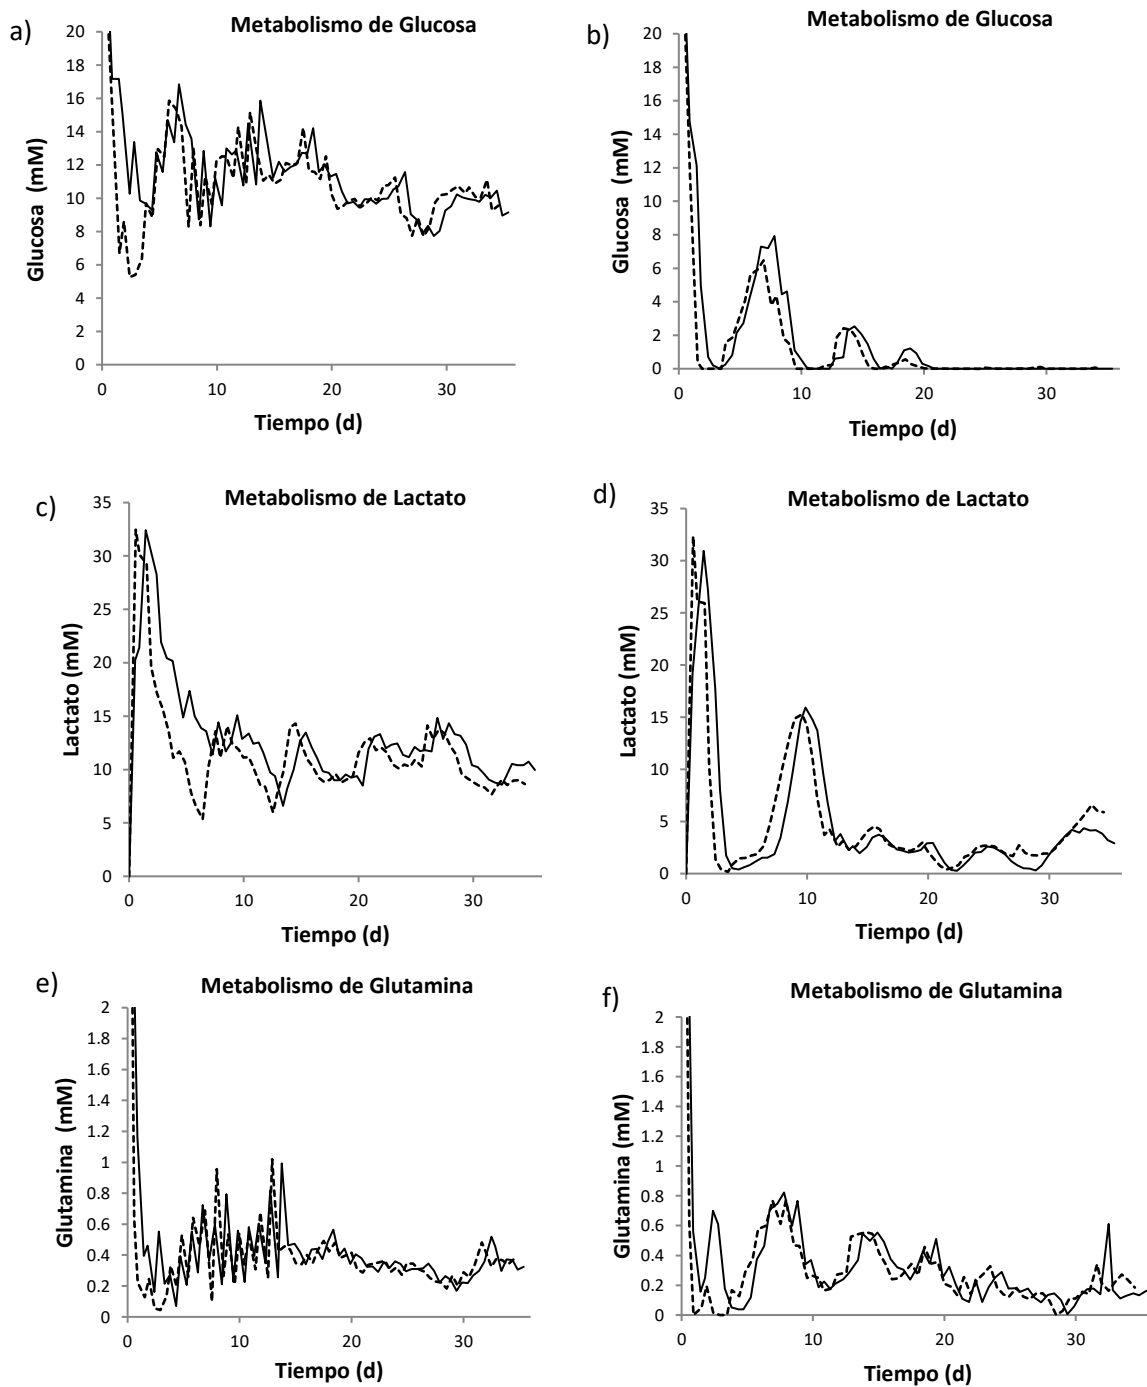 a)
Metabolismo de Glucosa
20
18
16
14
12
10
8
6
4
2
0
Glucosa (mM)
0 10 20 30
Tiempo (d)
b)
Metabolismo de Glucosa
20
18
16
14
12
10
8
6
4
2
0
Glucosa (mM)
0 10 20 30
Tiempo (d)
c)
Metabolismo de Lactato
35
30
25
20
15
10
5
0
Lactato (mM)
0 10 20 30
Tiempo (d)
d)
Metabolismo de Lactato
35
30
25
20
15
10
5
0
Lactato (mM)
0 10 20 30
Tiempo (d)
e)
Metabolismo de Glutamina
2
1.8
1.6
1.4
1.2
1
0.8
0.6
0.4
0.2
0
Glutamina (mM)
0 10 20 30
Tiempo (d)
f)
Metabolismo de Glutamina
2
1.8
1.6
1.4
1.2
1
0.8
0.6
0.4
0.2
0
Glutamina (mM)
0 10 20 30
Tiempo (d)